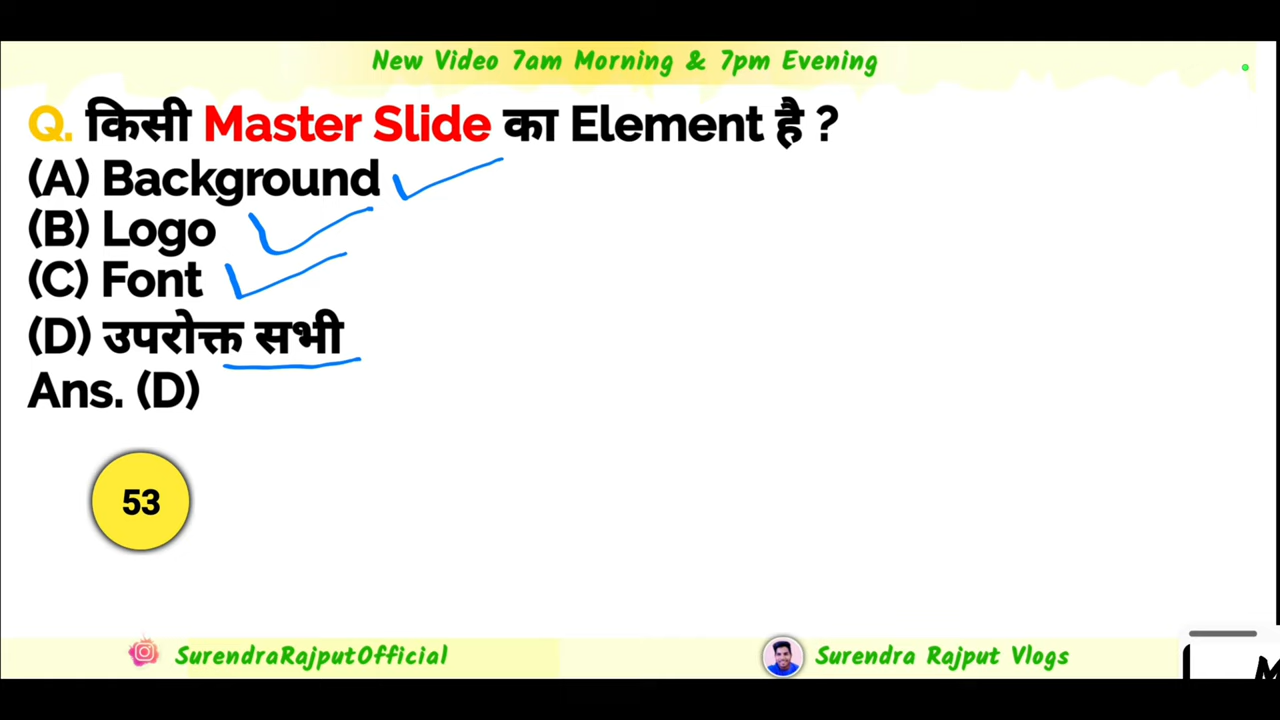 New Video 7am Morning & 7pm Evening
Q. किसी Master Slide का Element है ?
(A) Background
(B) Logo
(C) Font
(D) उपरोक्त सभी
Ans. (D)
53
SurendraRajputOfficial
Surendra Rajput Vlogs